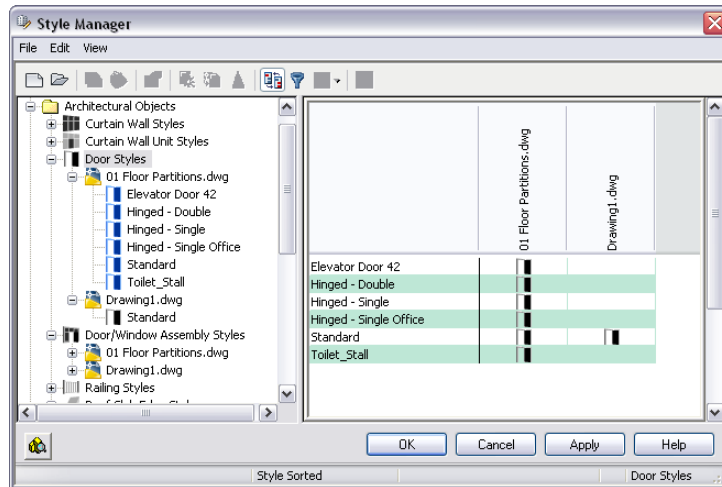 Style Manager
File Edit View
Architectural Objects
Curtain Wall Styles
Curtain Wall Unit Styles
Door Styles
01 Floor Partitions.dwg
Elevator Door 42
Hinged - Double
Hinged - Single
Hinged - Single Office
Standard
Toilet_Stall
Drawing1.dwg
Standard
Door/Window Assembly Styles
01 Floor Partitions.dwg
Drawing1.dwg
Railing Styles
01 Floor Partitions.dwg
Drawing1.dwg
Elevator Door 42
Hinged - Double
Hinged - Single
Hinged - Single Office
Standard
Toilet_Stall
OK Cancel Apply Help
Style Sorted Door Styles